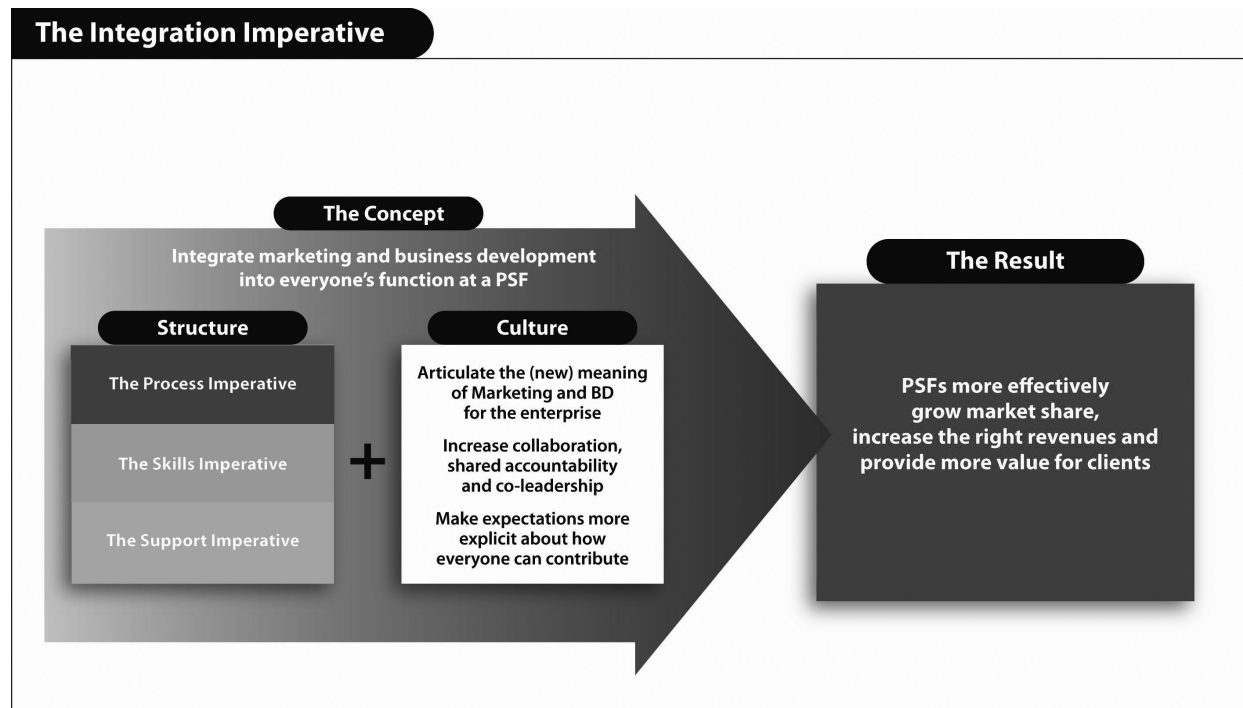 The Integration Imperative
The Concept
Integrate marketing and business development
into everyone's function at a PSF
Structure
The Process Imperative
The Skills Imperative
The Support Imperative
+
Culture
Articulate the (new) meaning
of Marketing and BD
for the enterprise
Increase collaboration,
shared accountability
and co-leadership
Make expectations more
explicit about how
everyone can contribute
The Result
PSFs more effectively
grow market share,
increase the right revenues and
provide more value for clients